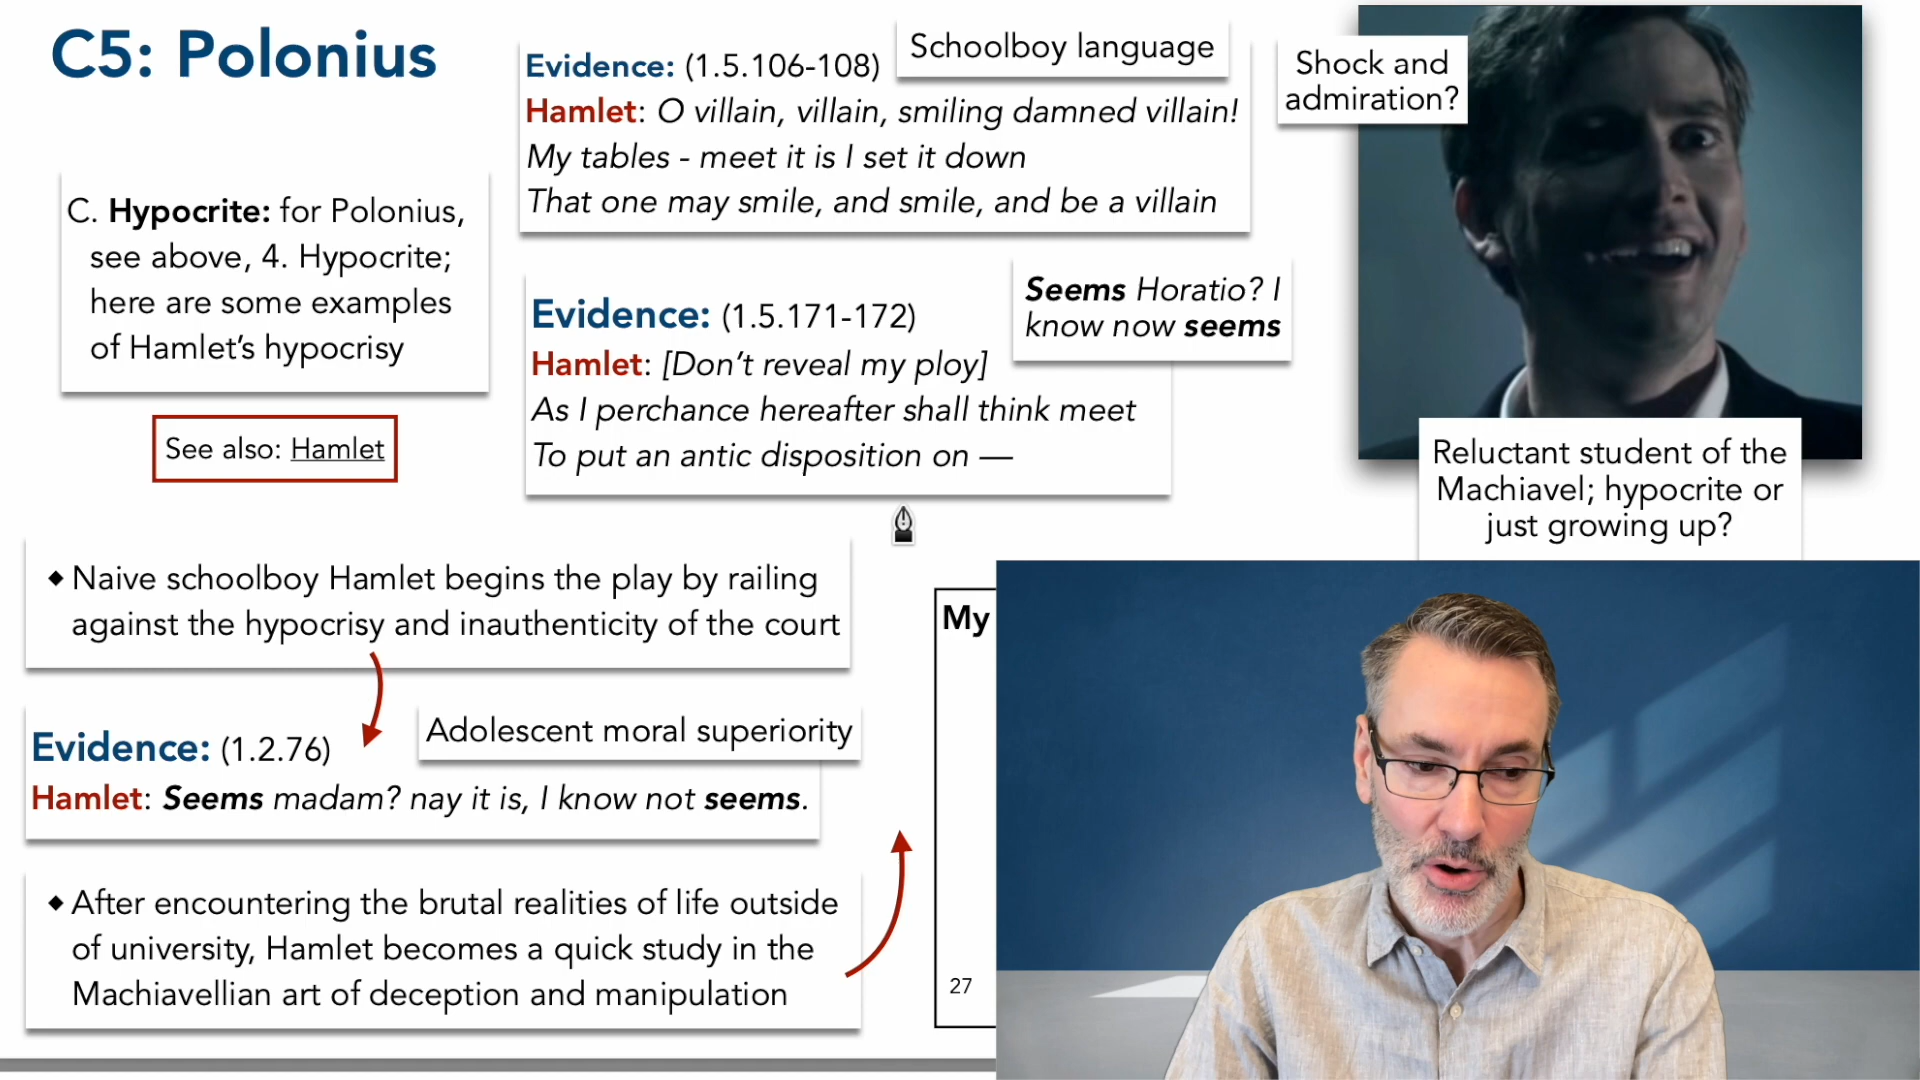 C5: Polonius
C. Hypocrite: for Polonius,
see above, 4. Hypocrite;
here are some examples
of Hamlet’s hypocrisy
See also: Hamlet
Evidence: (1.5.106-108)
Schoolboy language
Hamlet: O villain, villain, smiling damned villain!
My tables - meet it is I set it down
That one may smile, and smile, and be a villain
Shock and
admiration?
Evidence: (1.5.171-172)
Seems Horatio? I
know now seems
Hamlet: [Don’t reveal my ploy]
As I perchance hereafter shall think meet
To put an antic disposition on —
Reluctant student of the
Machiavel; hypocrite or
just growing up?
◆ Naive schoolboy Hamlet begins the play by railing
against the hypocrisy and inauthenticity of the court
Evidence: (1.2.76)
Adolescent moral superiority
Hamlet: Seems madam? nay it is, I know not seems.
◆ After encountering the brutal realities of life outside
of university, Hamlet becomes a quick study in the
Machiavellian art of deception and manipulation
My
27